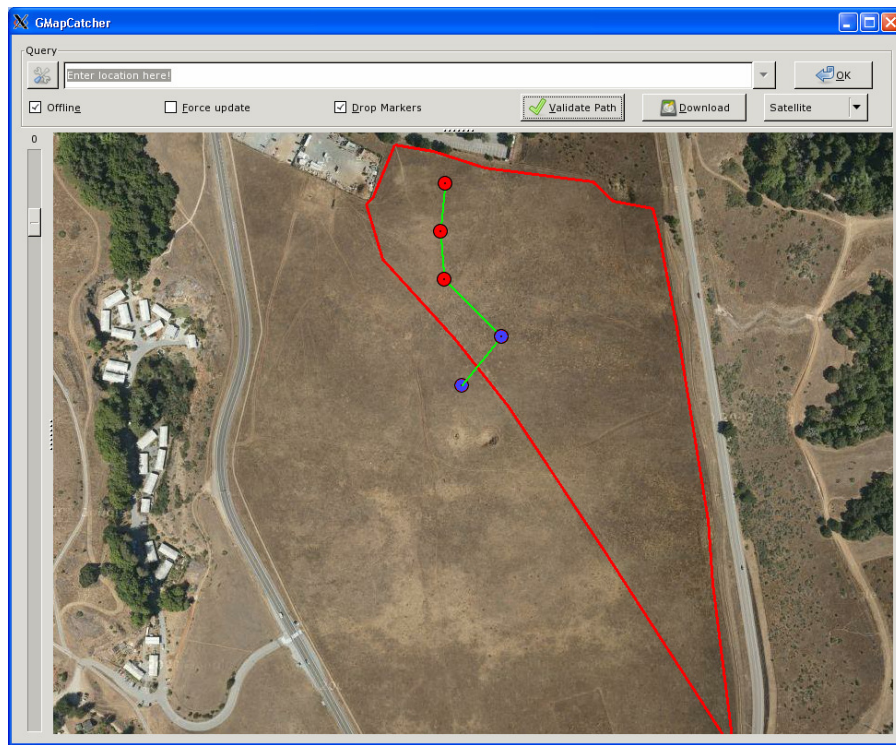 GMapCatcher
Query
Enter location here!
OK
Offline
Force update
Drop Markers
Validate Path
Download
Satellite
0